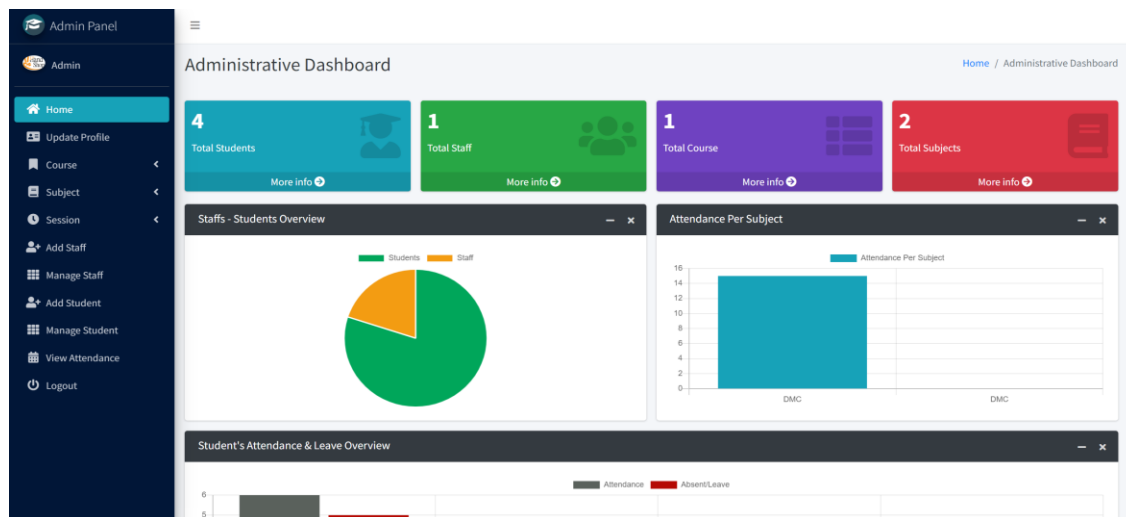 Admin Panel
Admin
Home
Update Profile
Course
Subject
Session
Add Staff
Manage Staff
Add Student
Manage Student
View Attendance
Logout
Administrative Dashboard
Home / Administrative Dashboard
4
Total Students
More info
1
Total Staff
More info
1
Total Course
More info
2
Total Subjects
More info
Staffs - Students Overview
Students Staff
Attendance Per Subject
Attendance Per Subject
16
14
12
10
8
6
4
2
0
DMC DMC
Student's Attendance & Leave Overview
Attendance Absent/Leave
6
5